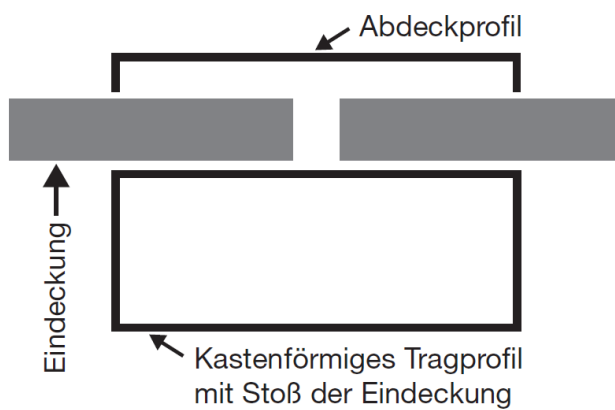 Abdeckprofil
Eindeckung
Kastenförmiges Tragprofil
mit Stoß der Eindeckung